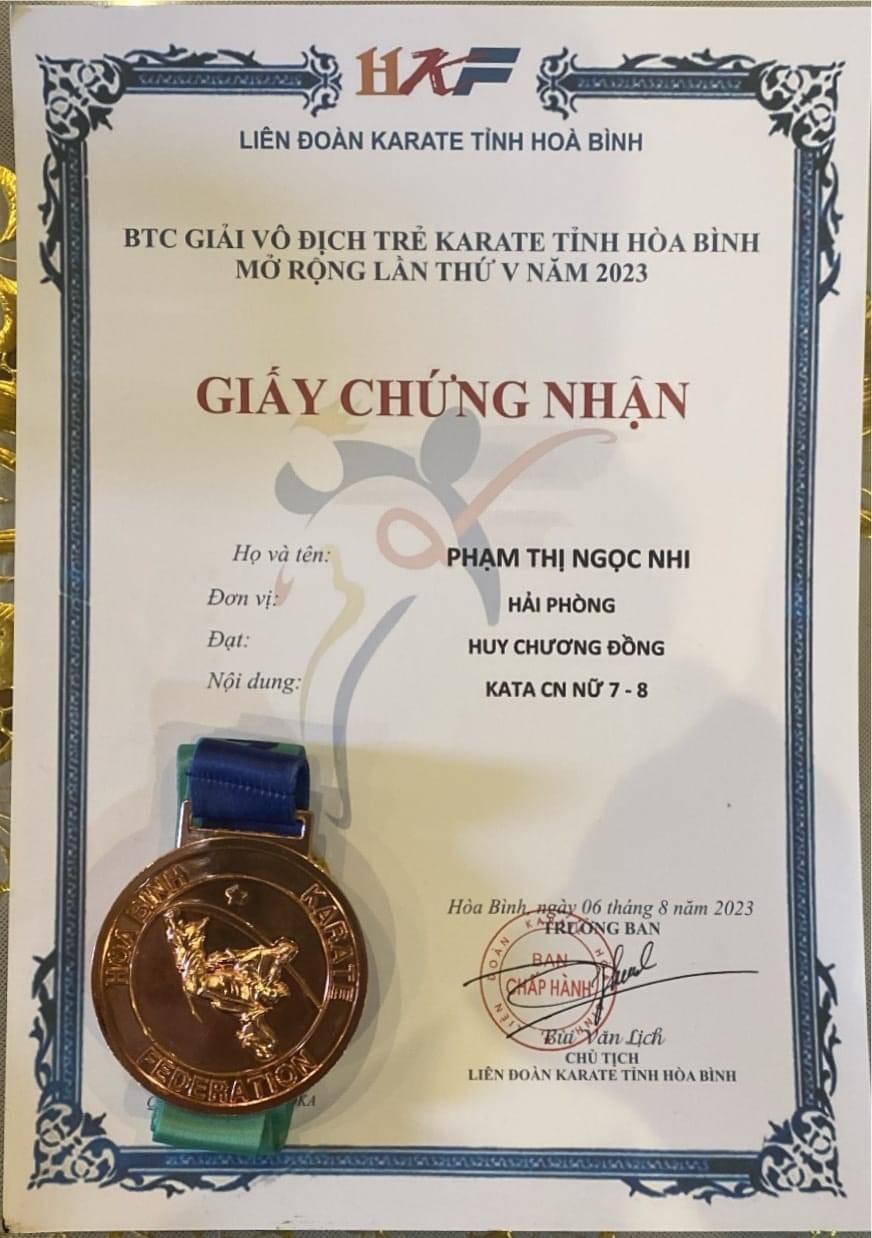 HKF
LIÊN ĐOÀN KARATE TỈNH HOÀ BÌNH
BTC GIẢI VÔ ĐỊCH TRẺ KARATE TỈNH HÒA BÌNH
MỞ RỘNG LẦN THỨ V NĂM 2023
GIẤY CHỨNG NHẬN
Họ và tên: PHẠM THỊ NGỌC NHI
Đơn vị: HẢI PHÒNG
Đạt: HUY CHƯƠNG ĐỒNG
Nội dung: KATA CN NỮ 7 - 8
HOA BINH KARATE
FEDERATION
Hòa Bình, ngày 06 tháng 8 năm 2023
TRƯỞNG BAN
BAN
CHẤP HÀNH
Bùi Văn Lịch
CHỦ TỊCH
LIÊN ĐOÀN KARATE TỈNH HÒA BÌNH